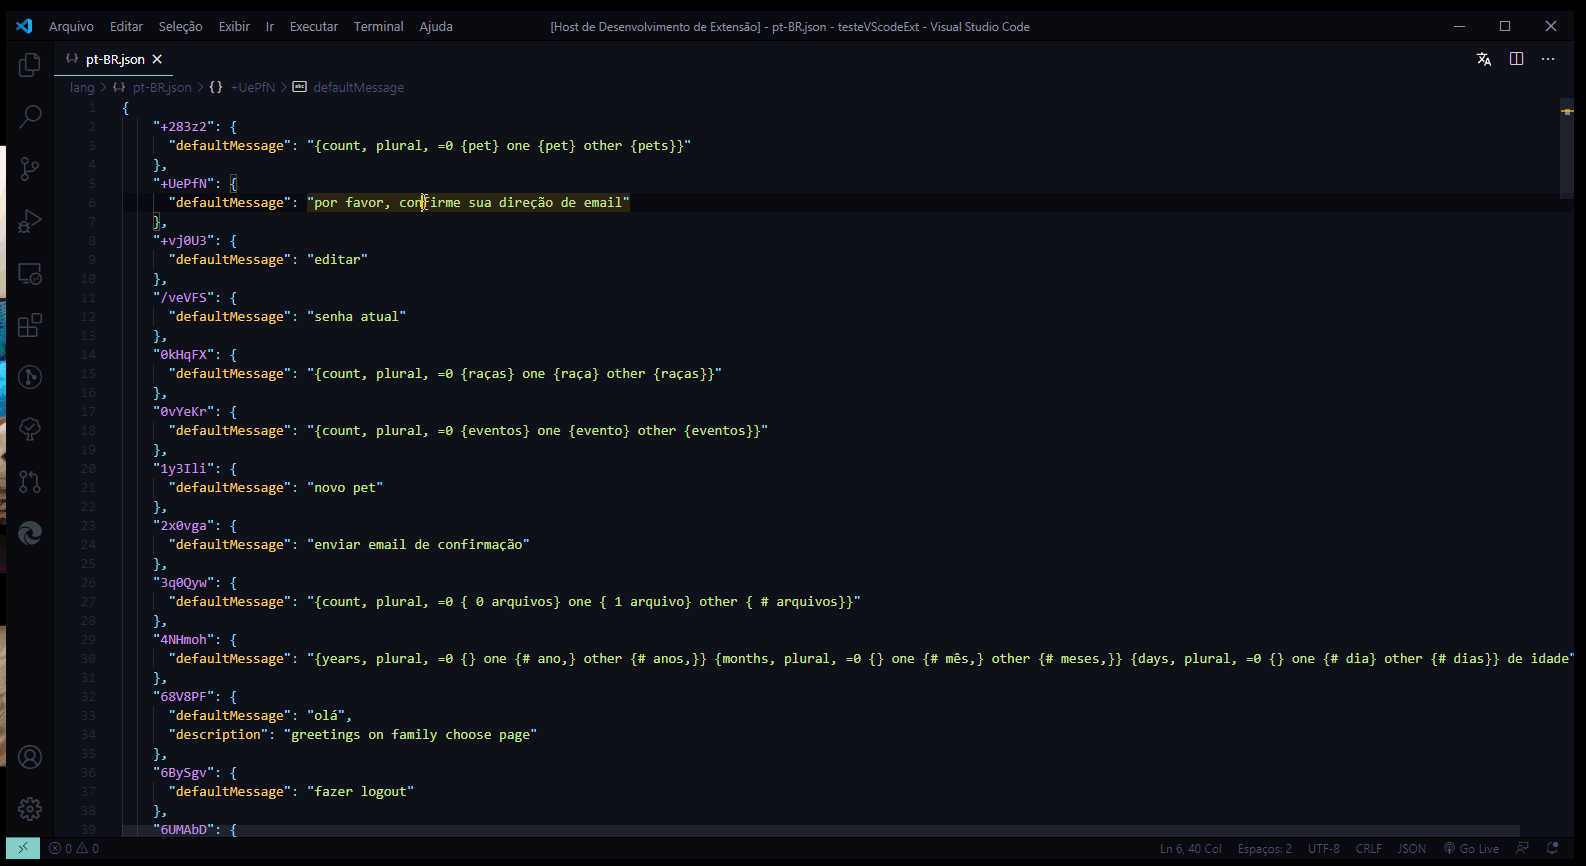 Arquivo Editar Seleção Exibir Ir Executar Terminal Ajuda [Host de Desenvolvimento de Extensão] - pt-BR.json - testeVScodeExt - Visual Studio Code
pt-BR.json
lang > pt-BR.json > {} +UePfN > abc defaultMessage
1 {
2 "+283z2": {
3 "defaultMessage": "{count, plural, =0 {pet} one {pet} other {pets}}"
4 },
5 "+UePfN": {
6 "defaultMessage": "por favor, confirme sua direção de email"
7 },
8 "+vj0U3": {
9 "defaultMessage": "editar"
10 },
11 "/veVFS": {
12 "defaultMessage": "senha atual"
13 },
14 "0kHqFX": {
15 "defaultMessage": "{count, plural, =0 {raças} one {raça} other {raças}}"
16 },
17 "0vYeKr": {
18 "defaultMessage": "{count, plural, =0 {eventos} one {evento} other {eventos}}"
19 },
20 "1y3Ili": {
21 "defaultMessage": "novo pet"
22 },
23 "2x0vga": {
24 "defaultMessage": "enviar email de confirmação"
25 },
26 "3q0Qyw": {
27 "defaultMessage": "{count, plural, =0 { 0 arquivos} one { 1 arquivo} other { # arquivos}}"
28 },
29 "4NHmoh": {
30 "defaultMessage": "{years, plural, =0 {} one {# ano,} other {# anos,}} {months, plural, =0 {} one {# mês,} other {# meses,}} {days, plural, =0 {} one {# dia} other {# dias}} de idade"
31 },
32 "68V8PF": {
33 "defaultMessage": "olá",
34 "description": "greetings on family choose page"
35 },
36 "6BySgv": {
37 "defaultMessage": "fazer logout"
38 },
39 "6UMAbD": {
0 0 Ln 6, 40 Col Espaços: 2 UTF-8 CRLF JSON Go Live